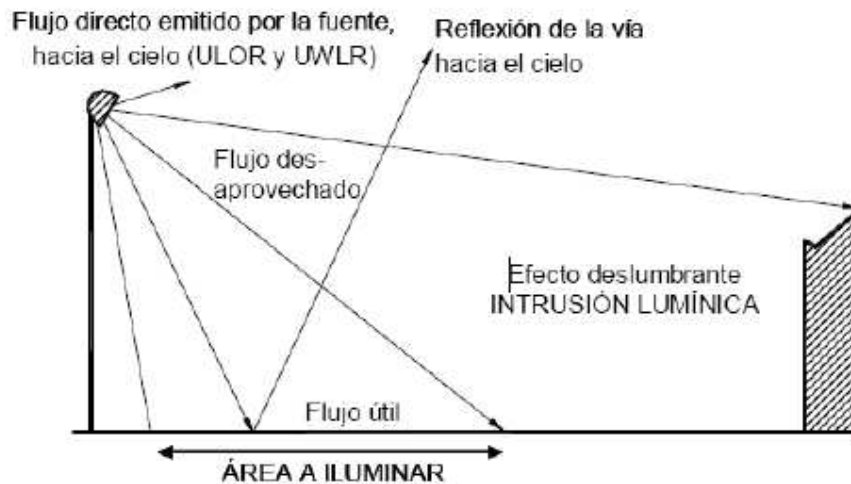 Flujo directo emitido por la fuente,
hacia el cielo (ULOR y UWLR)
Reflexión de la vía
hacia el cielo
Flujo des-
aprovechado
Efecto deslumbrante
INTRUSIÓN LUMÍNICA
Flujo útil
ÁREA A ILUMINAR